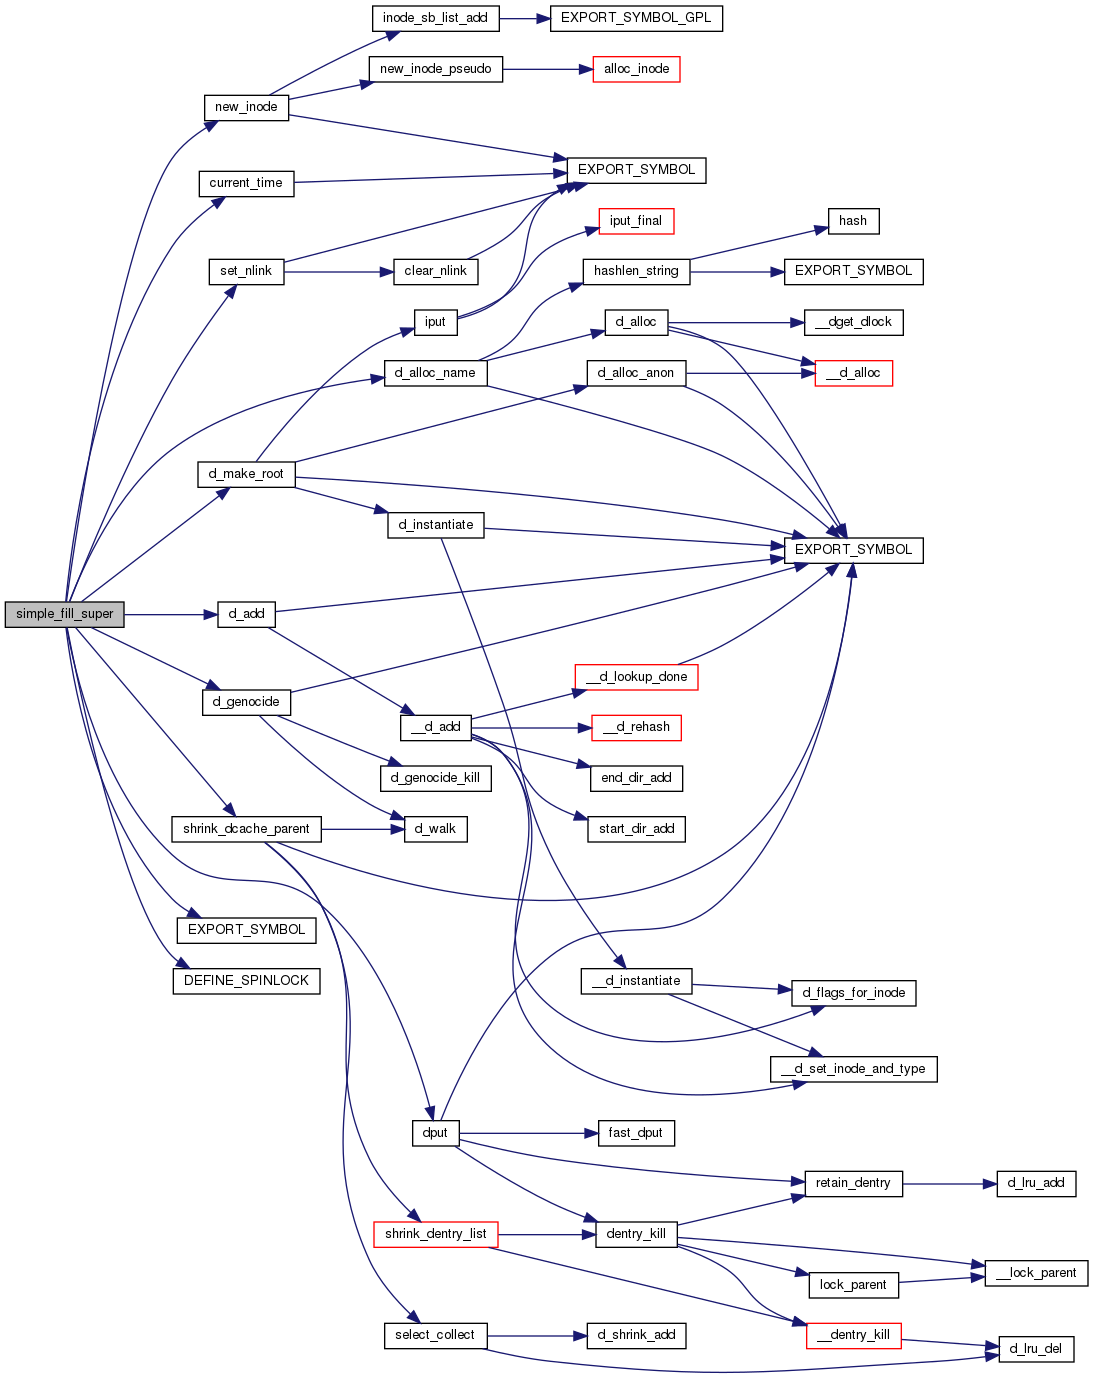 inode_sb_list_add
EXPORT_SYMBOL_GPL
new_inode_pseudo
alloc_inode
new_inode
EXPORT_SYMBOL
current_time
iput_final
hash
set_nlink
clear_nlink
hashlen_string
EXPORT_SYMBOL
iput
d_alloc
__dget_dlock
d_alloc_name
d_alloc_anon
__d_alloc
d_make_root
d_instantiate
EXPORT_SYMBOL
simple_fill_super
d_add
__d_lookup_done
d_genocide
__d_add
__d_rehash
d_genocide_kill
end_dir_add
shrink_dcache_parent
d_walk
start_dir_add
EXPORT_SYMBOL
DEFINE_SPINLOCK
__d_instantiate
d_flags_for_inode
__d_set_inode_and_type
dput
fast_dput
retain_dentry
d_lru_add
shrink_dentry_list
dentry_kill
lock_parent
__lock_parent
select_collect
d_shrink_add
__dentry_kill
d_lru_del